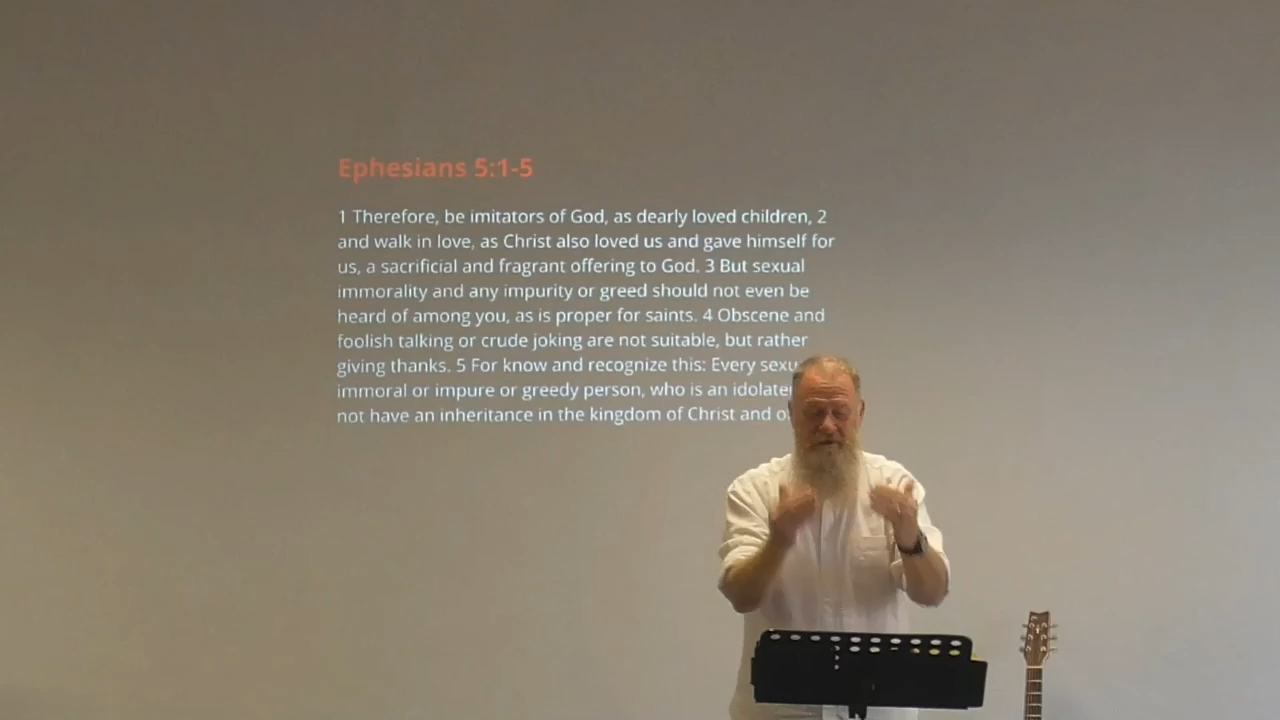 Ephesians 5:1-5
1 Therefore, be imitators of God, as dearly loved children, 2
and walk in love, as Christ also loved us and gave himself for
us, a sacrificial and fragrant offering to God. 3 But sexual
immorality and any impurity or greed should not even be
heard of among you, as is proper for saints. 4 Obscene and
foolish talking or crude joking are not suitable, but rather
giving thanks. 5 For know and recognize this: Every
immoral or impure or greedy person, who is an
not have an inheritance in the kingdom of Christ and